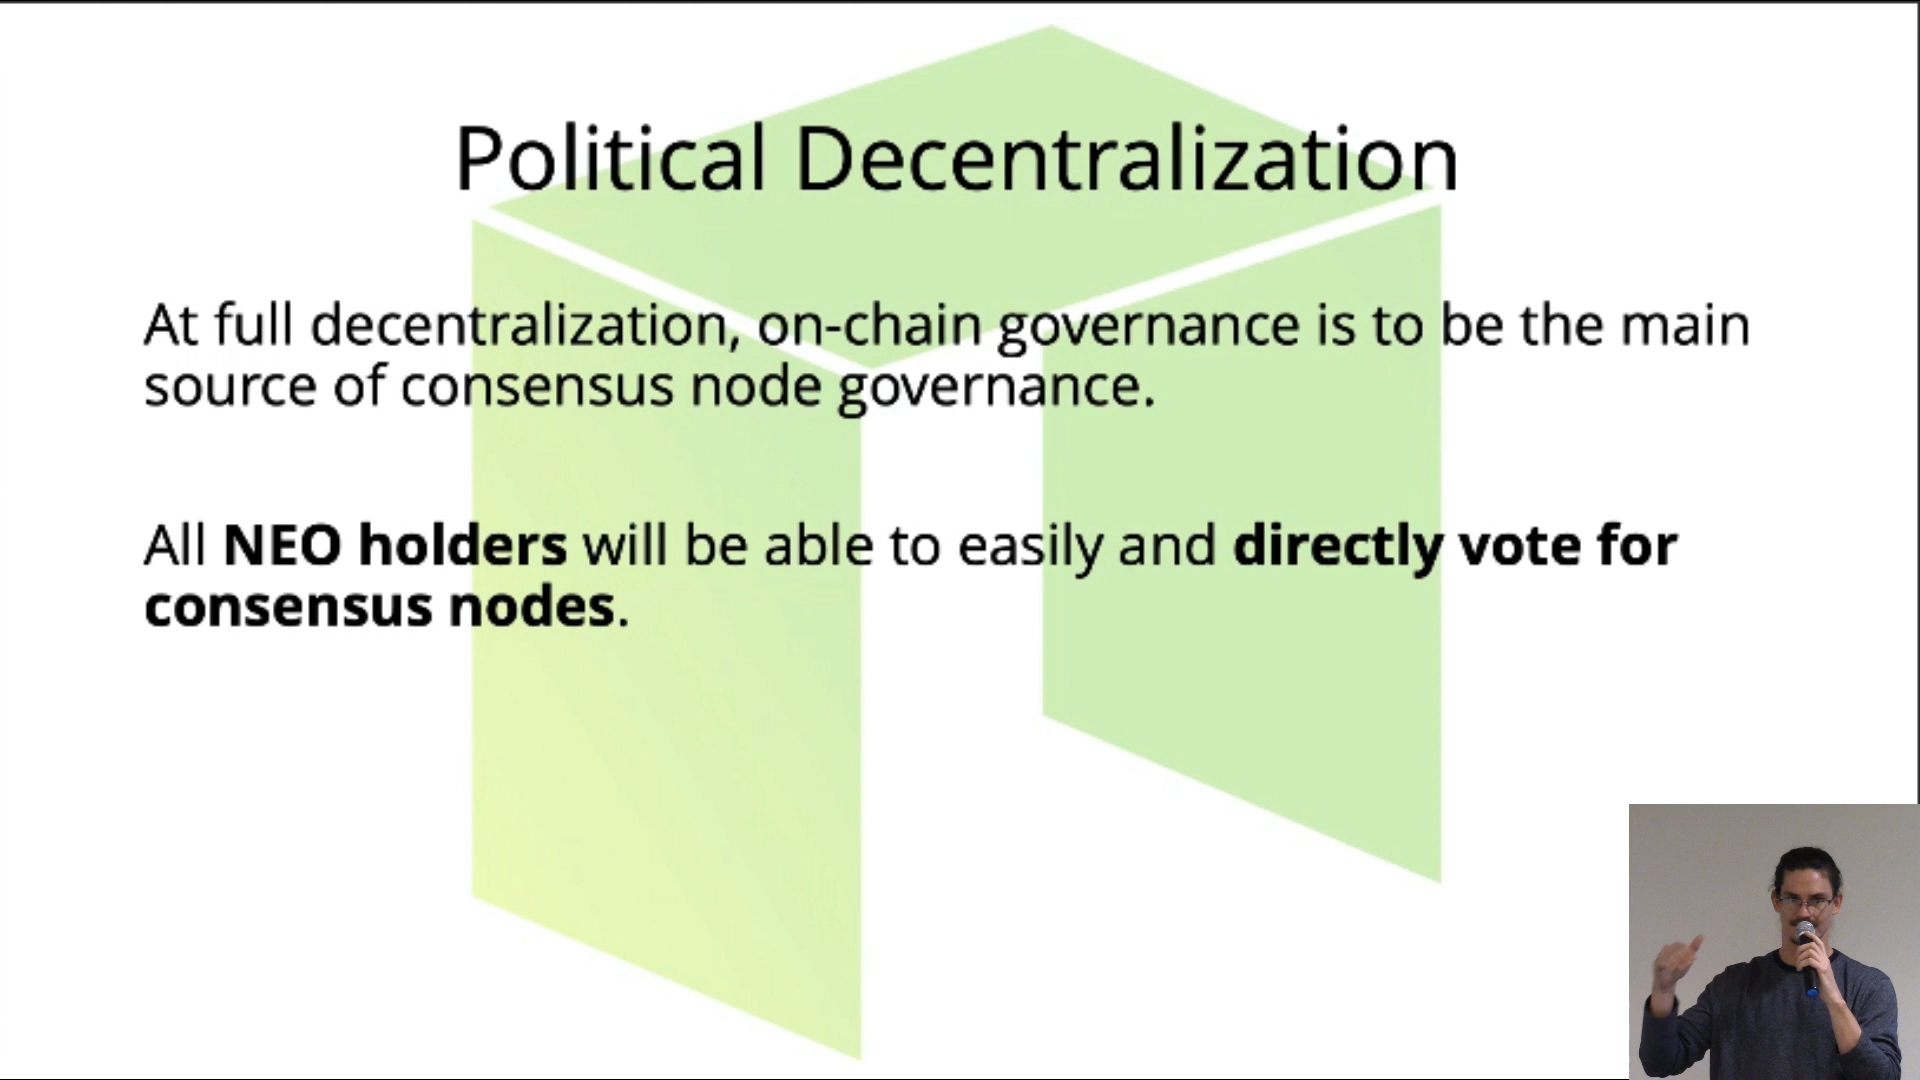 Political Decentralization
At full decentralization, on-chain governance is to be the main
source of consensus node governance.
All NEO holders will be able to easily and directly vote for
consensus nodes.